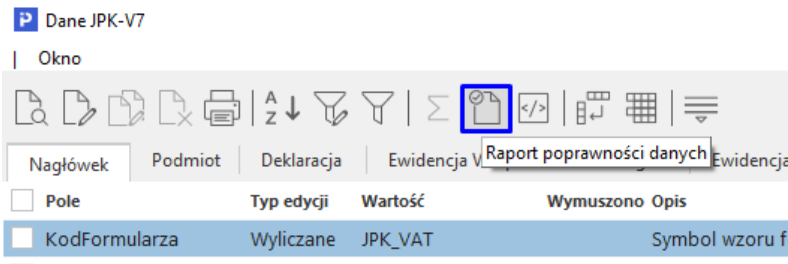 Dane JPK-V7
Okno
Nagłówek Podmiot Deklaracja Ewidencja Raport poprawności danych Ewidencja
Pole Typ edycji Wartość Wymuszono Opis
KodFormularza Wyliczane JPK_VAT Symbol wzoru f